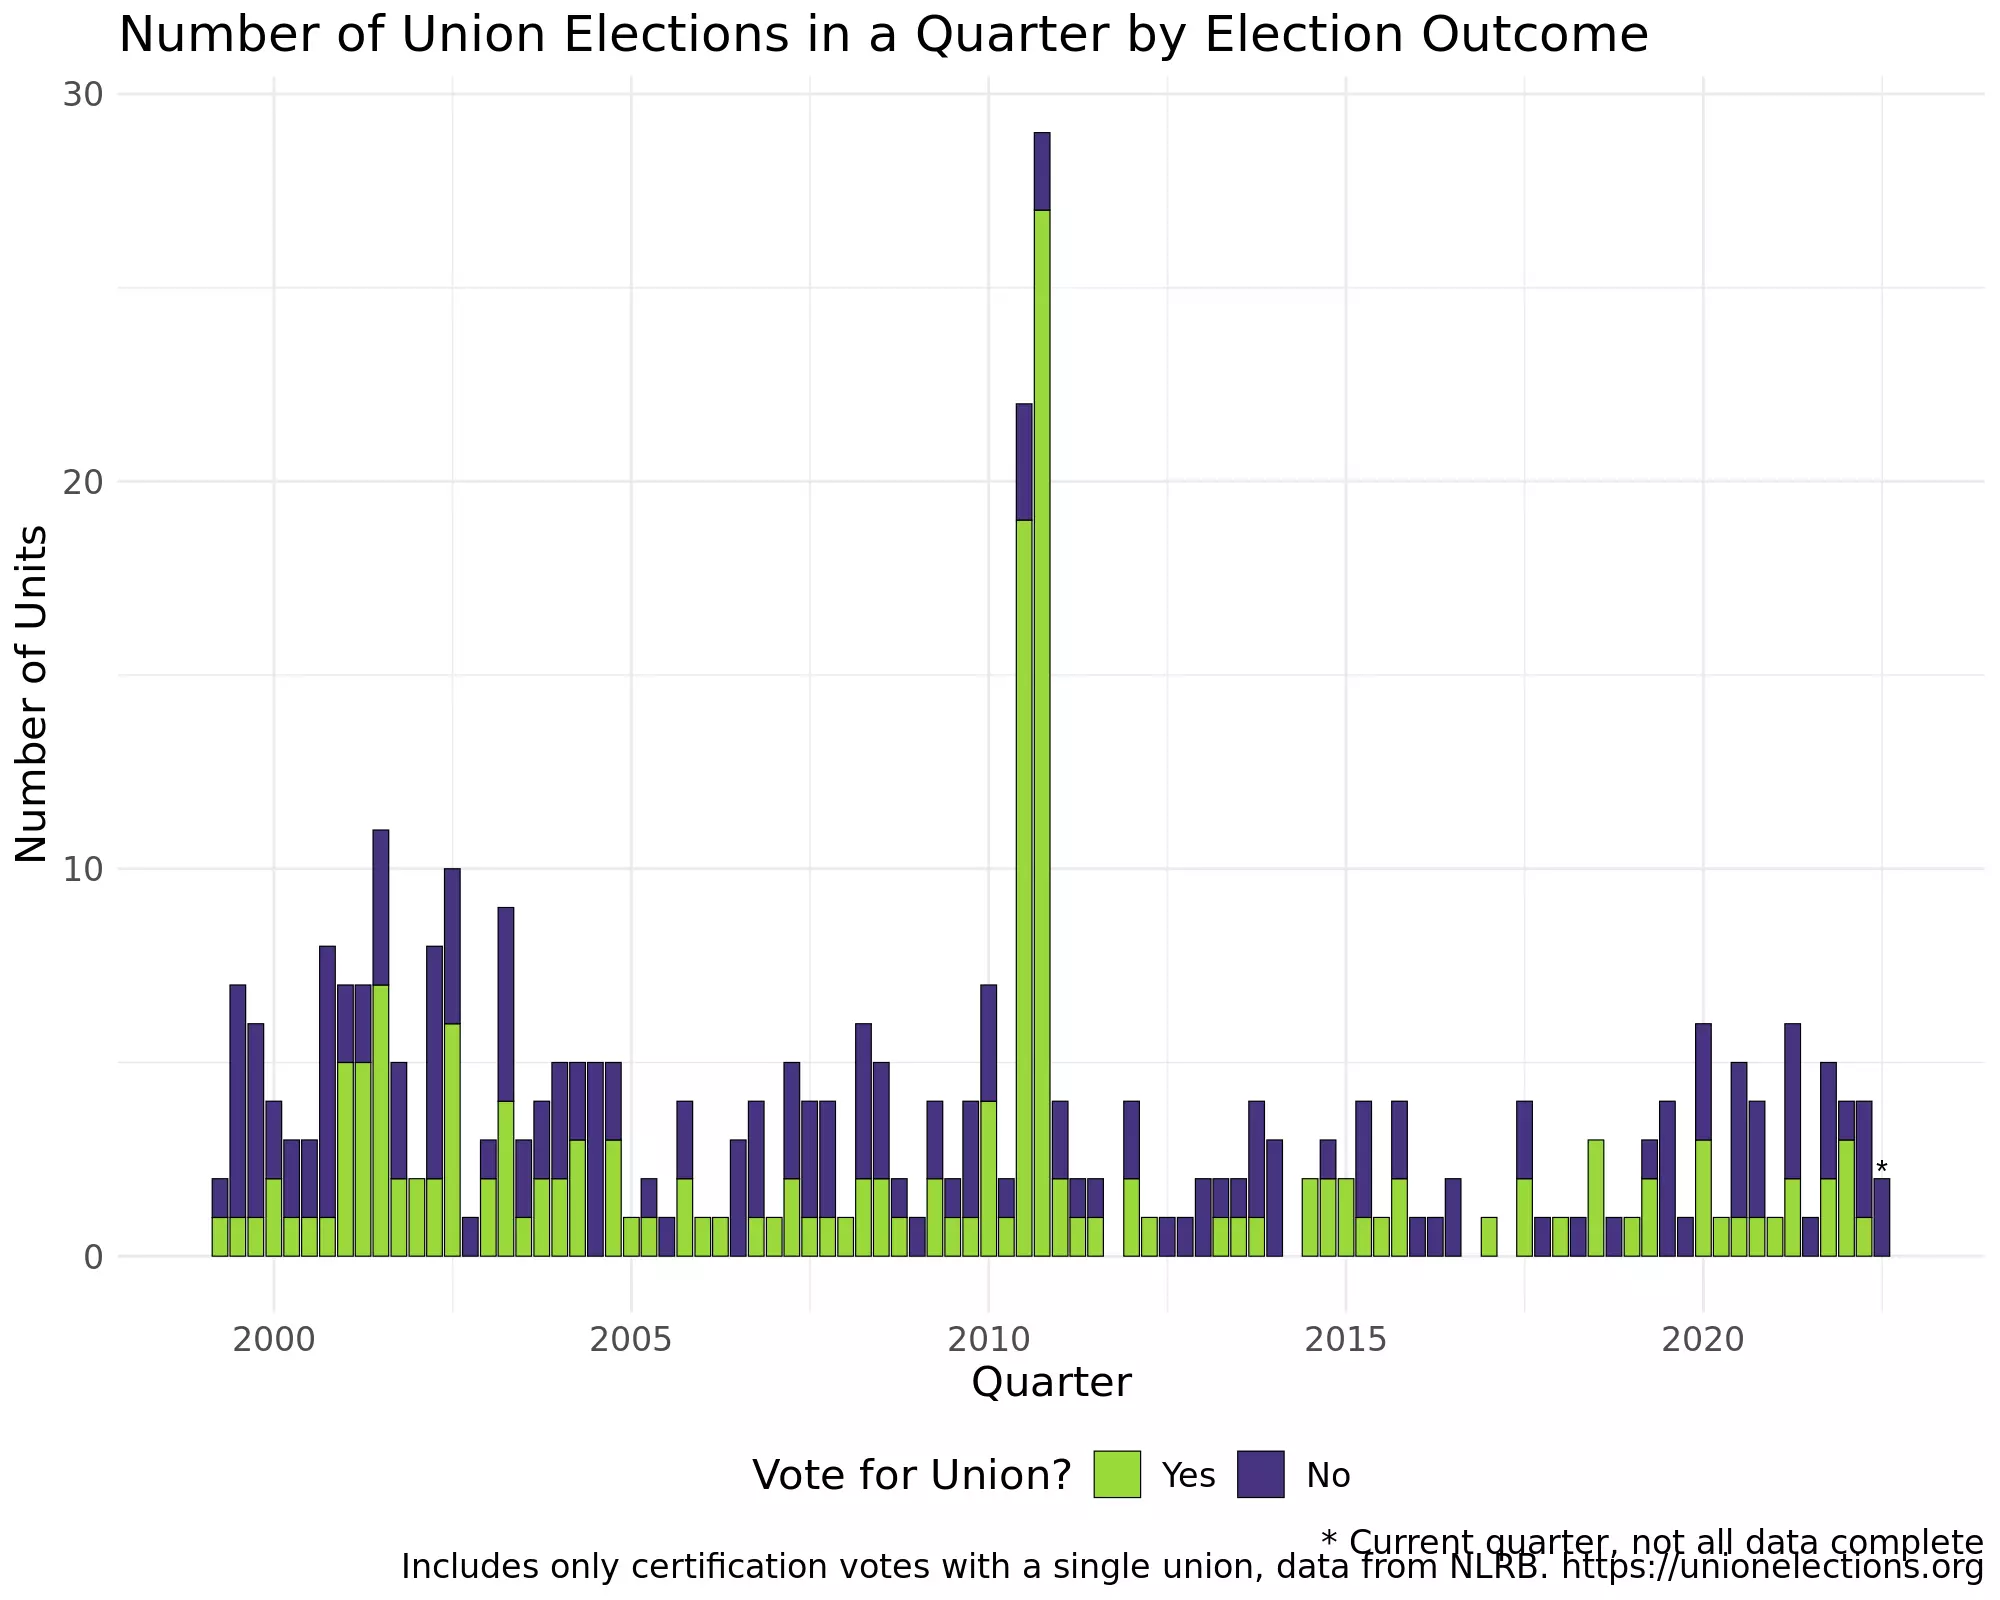 Number of Union Elections in a Quarter by Election Outcome
Number of Units
30
20
10
0
*
2000 2005 2010 2015 2020
Quarter
Vote for Union? Yes No
* Current quarter, not all data complete
Includes only certification votes with a single union, data from NLRB. https://unionelections.org